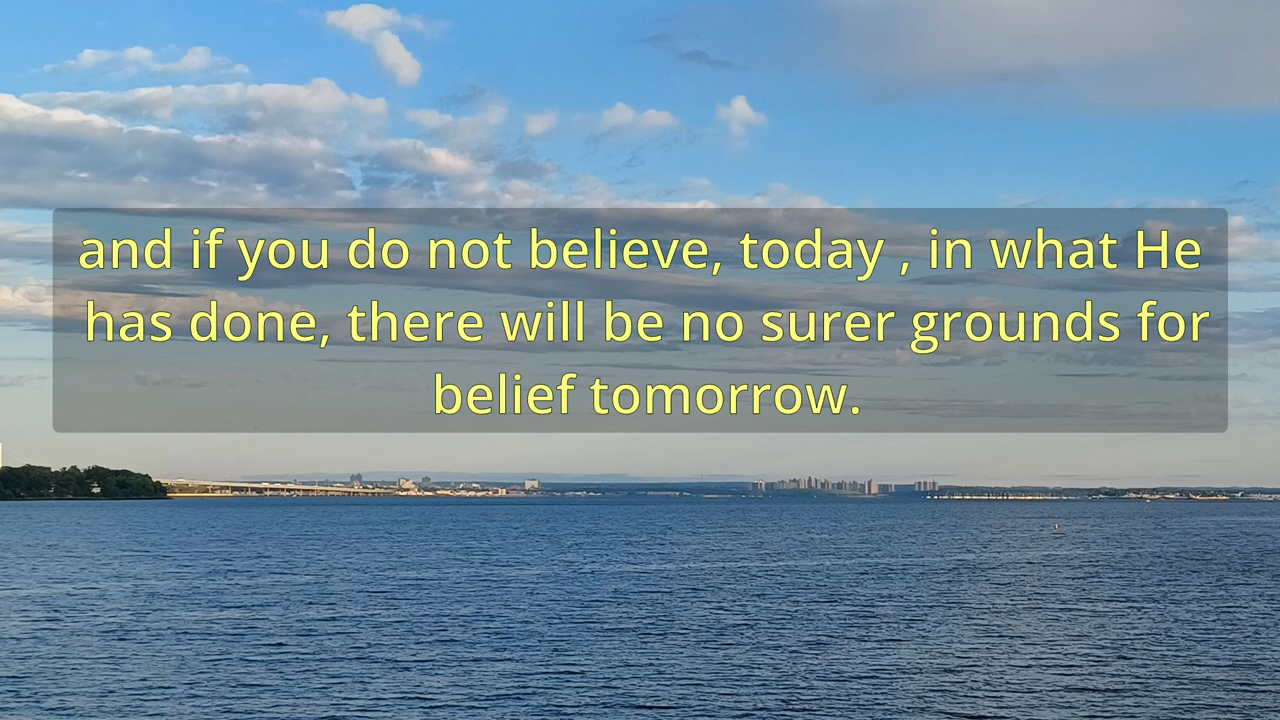 and if you do not believe, today , in what He
has done, there will be no surer grounds for
belief tomorrow.